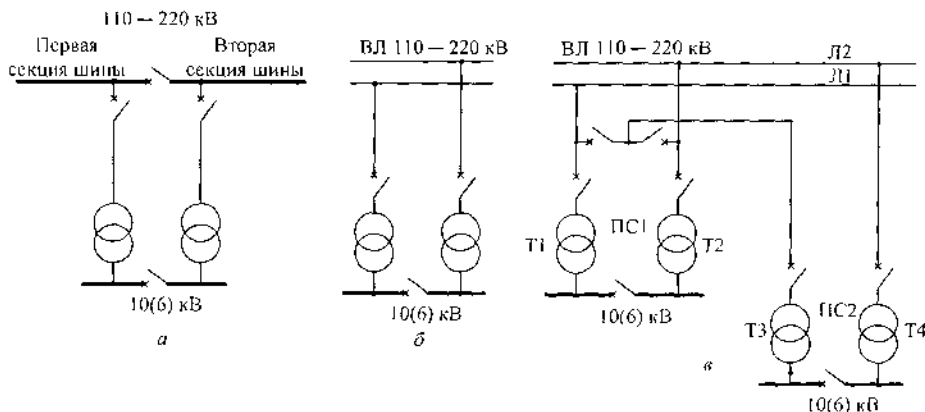 110 — 220 кВ
Первая секция шины
Вторая секция шины
10(6) кВ
а
ВЛ 110 — 220 кВ
10(6) кВ
б
ВЛ 110 — 220 кВ
Л2
Л1
Т1
ПС1
Т2
10(6) кВ
Т3
ПС2
Т4
в
10(6) кВ